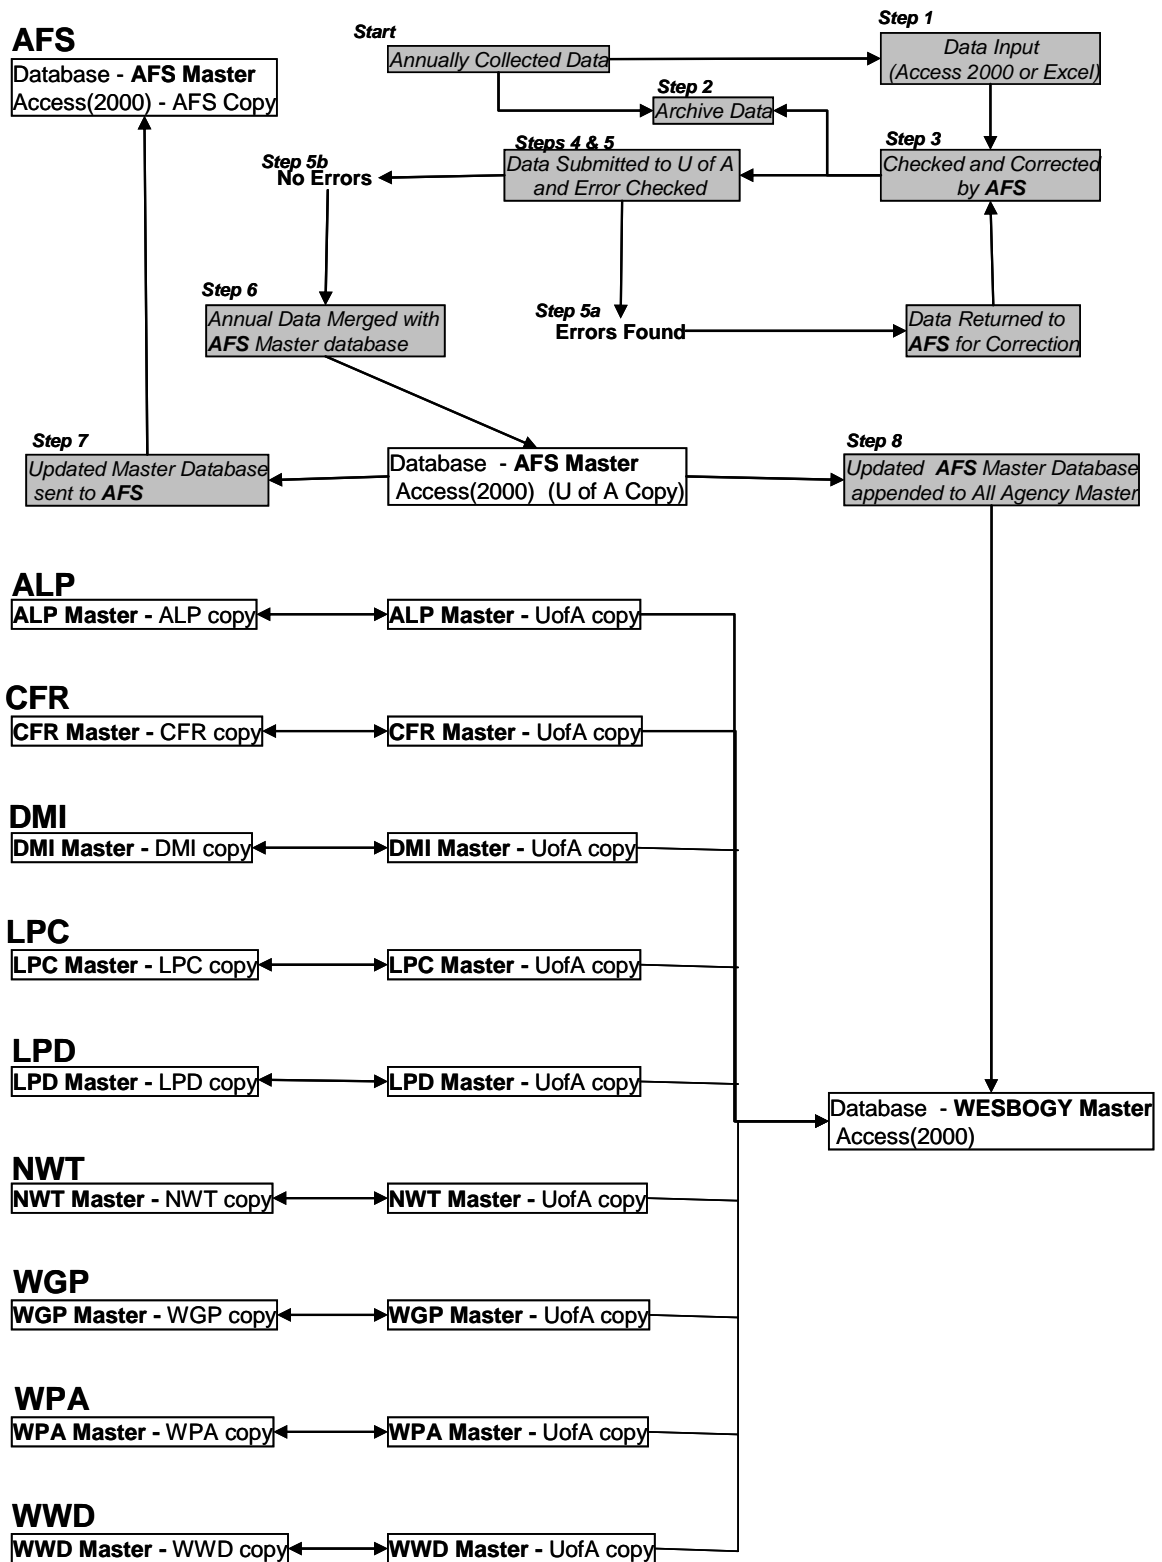 AFS
Database - AFS Master
Access(2000) - AFS Copy
Start
Annually Collected Data
Step 1
Data Input
(Access 2000 or Excel)
Step 2
Archive Data
Step 3
Checked and Corrected
by AFS
Steps 4 & 5
Data Submitted to U of A
and Error Checked
Step 5b
No Errors
Step 5a
Errors Found
Data Returned to
AFS for Correction
Step 6
Annual Data Merged with
AFS Master database
Step 7
Updated Master Database
sent to AFS
Database - AFS Master
Access(2000) (U of A Copy)
Step 8
Updated AFS Master Database
appended to All Agency Master
ALP
ALP Master - ALP copy
ALP Master - UofA copy
CFR
CFR Master - CFR copy
CFR Master - UofA copy
DMI
DMI Master - DMI copy
DMI Master - UofA copy
LPC
LPC Master - LPC copy
LPC Master - UofA copy
LPD
LPD Master - LPD copy
LPD Master - UofA copy
Database - WESBOGY Master
Access(2000)
NWT
NWT Master - NWT copy
NWT Master - UofA copy
WGP
WGP Master - WGP copy
WGP Master - UofA copy
WPA
WPA Master - WPA copy
WPA Master - UofA copy
WWD
WWD Master - WWD copy
WWD Master - UofA copy